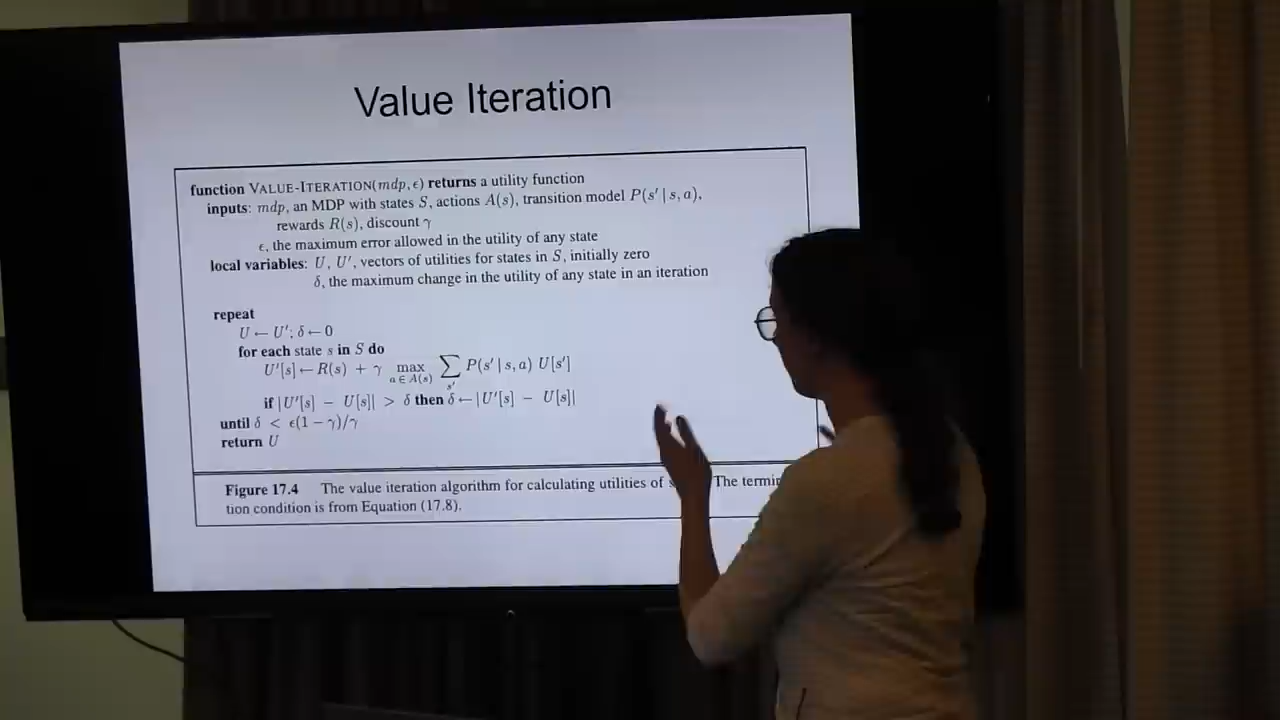 Value Iteration
function VALUE-ITERATION(mdp, ϵ) returns a utility function
inputs: mdp, an MDP with states S, actions A(s), transition model P(s′ | s, a),
rewards R(s), discount γ
ϵ, the maximum error allowed in the utility of any state
local variables: U, U′, vectors of utilities for states in S, initially zero
δ, the maximum change in the utility of any state in an iteration
repeat
U ← U′; δ ← 0
for each state s in S do
U′[s] ← R(s) + γ max a ∈ A(s) ∑ s′ P(s′ | s, a) U[s′]
if |U′[s] − U[s]| > δ then δ ← |U′[s] − U[s]|
until δ < ϵ(1 − γ)/γ
return U
Figure 17.4 The value iteration algorithm for calculating utilities of The
tion condition is from Equation (17.8).